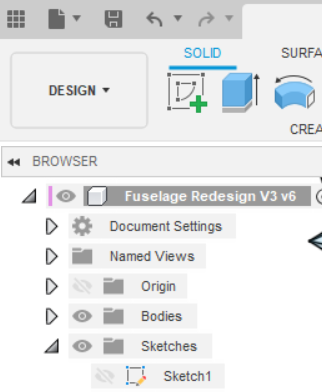 SOLID
SURFA
DESIGN
CREA
BROWSER
Fuselage Redesign V3 v6
Document Settings
Named Views
Origin
Bodies
Sketches
Sketch1